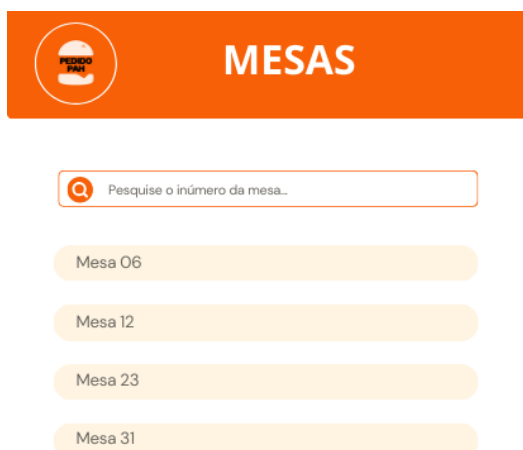 PEDIDO
PAH
MESAS
Pesquise o inúmero da mesa...
Mesa 06
Mesa 12
Mesa 23
Mesa 31